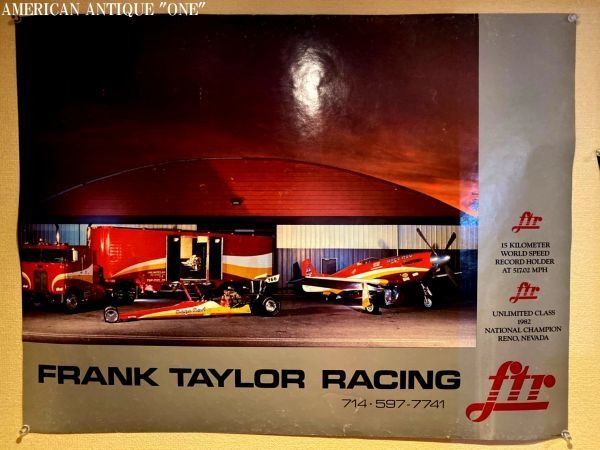 AMERICAN ANTIQUE "ONE"
ftr
15 KILOMETER
WORLD SPEED
RECORD HOLDER
AT 517.02 MPH
ftr
UNLIMITED CLASS
1982
NATIONAL CHAMPION
RENO, NEVADA
FRANK TAYLOR RACING
714·597-7741
ftr